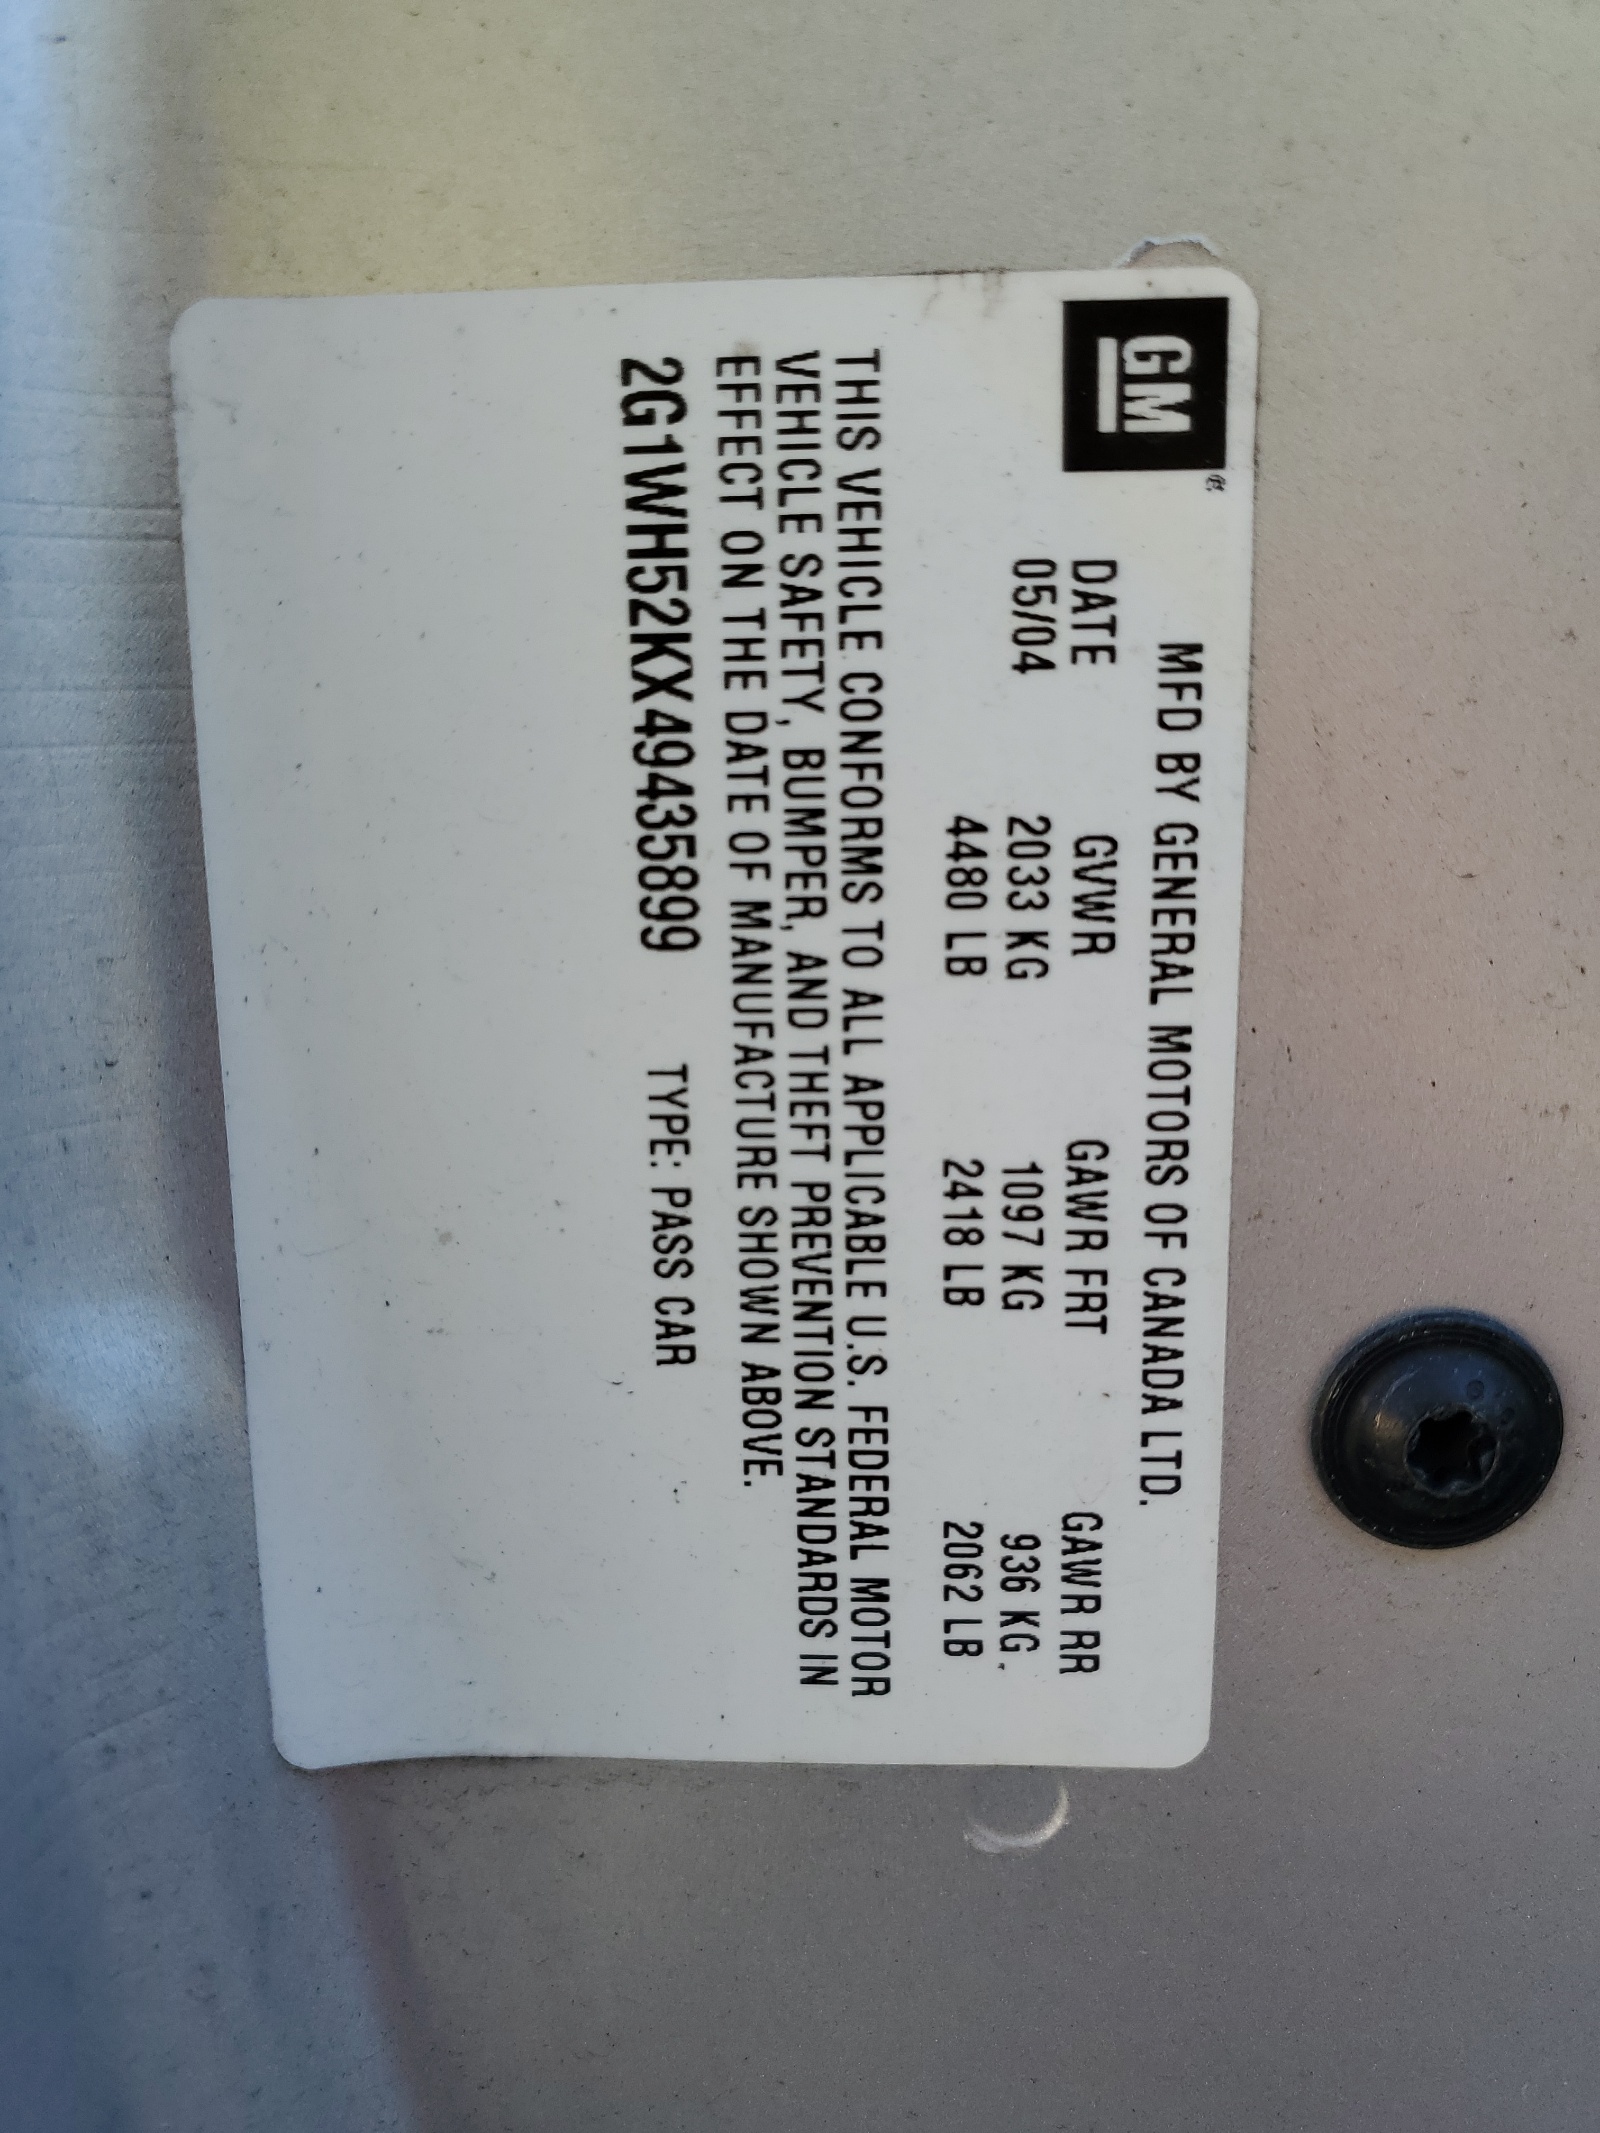 GM®
MFD BY GENERAL MOTORS OF CANADA LTD.
DATE GVWR GAWR FRT GAWR RR
05/04 2033 KG 1097 KG 936 KG.
4480 LB 2418 LB 2062 LB
THIS VEHICLE CONFORMS TO ALL APPLICABLE U.S. FEDERAL MOTOR
VEHICLE SAFETY, BUMPER, AND THEFT PREVENTION STANDARDS IN
EFFECT ON THE DATE OF MANUFACTURE SHOWN ABOVE.
2G1WH52KX49435899 TYPE: PASS CAR